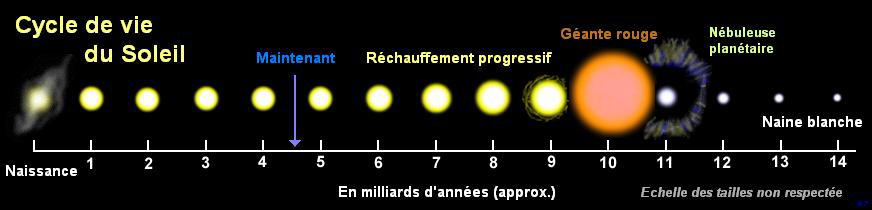 Cycle de vie
du Soleil
Maintenant
Réchauffement progressif
Géante rouge
Nébuleuse
planétaire
Naine blanche
Naissance
1 2 3 4 5 6 7 8 9 10 11 12 13 14
En milliards d'années (approx.)
Echelle des tailles non respectée